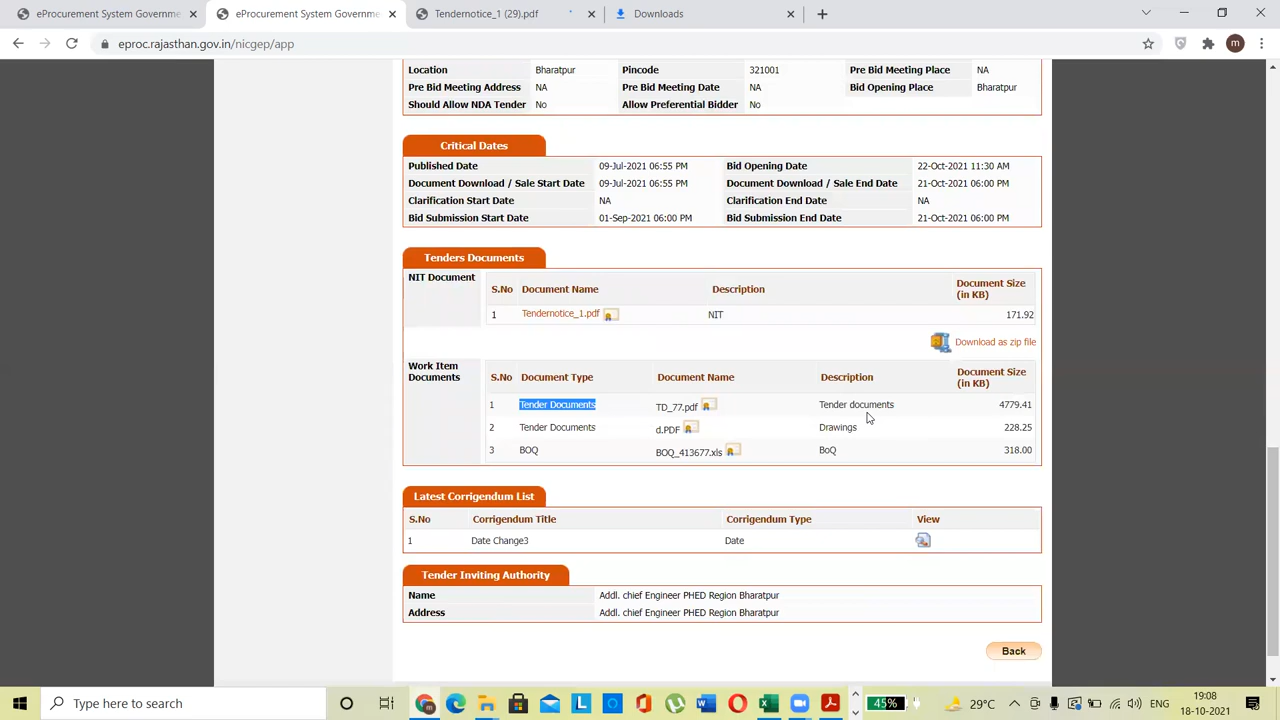 eProcurement System Governme
eProcurement System Governme
Tendernotice_1 (29).pdf
Downloads
eproc.rajasthan.gov.in/nicgep/app
m
Location Bharatpur Pincode 321001 Pre Bid Meeting Place NA
Pre Bid Meeting Address NA Pre Bid Meeting Date NA Bid Opening Place Bharatpur
Should Allow NDA Tender No Allow Preferential Bidder No
Critical Dates
Published Date 09-Jul-2021 06:55 PM Bid Opening Date 22-Oct-2021 11:30 AM
Document Download / Sale Start Date 09-Jul-2021 06:55 PM Document Download / Sale End Date 21-Oct-2021 06:00 PM
Clarification Start Date NA Clarification End Date NA
Bid Submission Start Date 01-Sep-2021 06:00 PM Bid Submission End Date 21-Oct-2021 06:00 PM
Tenders Documents
NIT Document
S.No Document Name Description Document Size (in KB)
1 Tendernotice_1.pdf NIT 171.92
Download as zip file
Work Item Documents
S.No Document Type Document Name Description Document Size (in KB)
1 Tender Documents TD_77.pdf Tender documents 4779.41
2 Tender Documents d.PDF Drawings 228.25
3 BOQ BOQ_413677.xls BoQ 318.00
Latest Corrigendum List
S.No Corrigendum Title Corrigendum Type View
1 Date Change3 Date
Tender Inviting Authority
Name Addl. chief Engineer PHED Region Bharatpur
Address Addl. chief Engineer PHED Region Bharatpur
Back
Type here to search
45%
29°C
ENG
19:08
18-10-2021